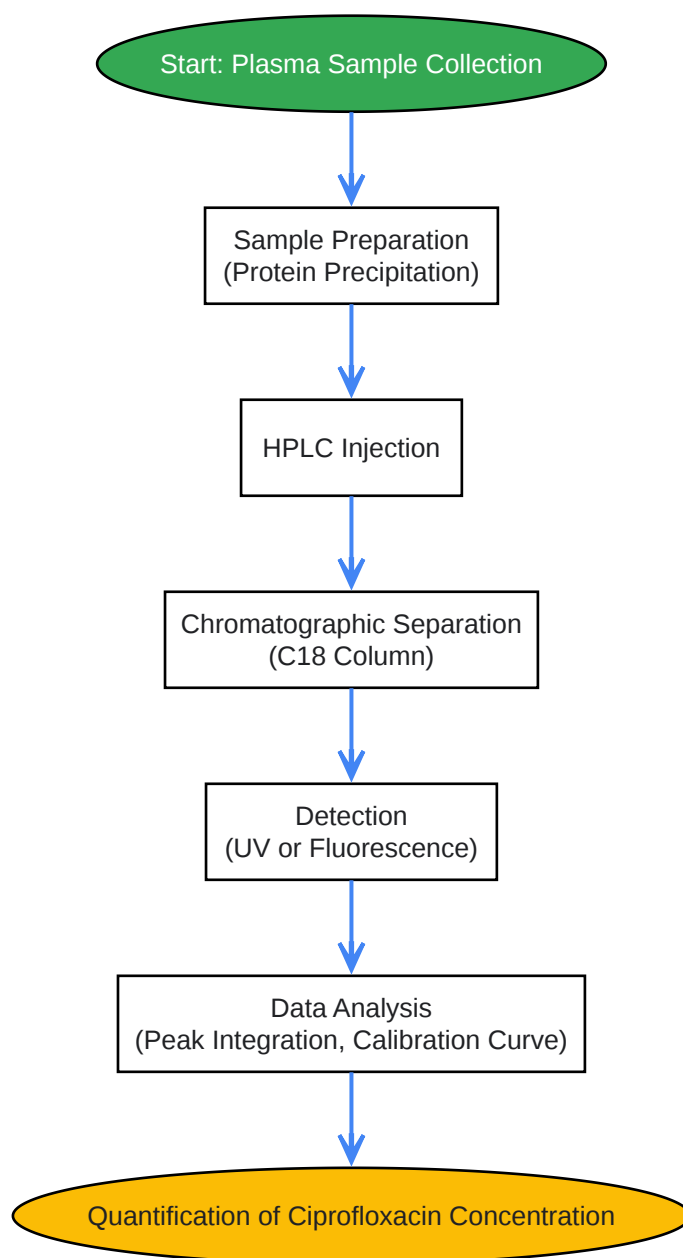 Start: Plasma Sample Collection
Sample Preparation
(Protein Precipitation)
HPLC Injection
Chromatographic Separation
(C18 Column)
Detection
(UV or Fluorescence)
Data Analysis
(Peak Integration, Calibration Curve)
Quantification of Ciprofloxacin Concentration